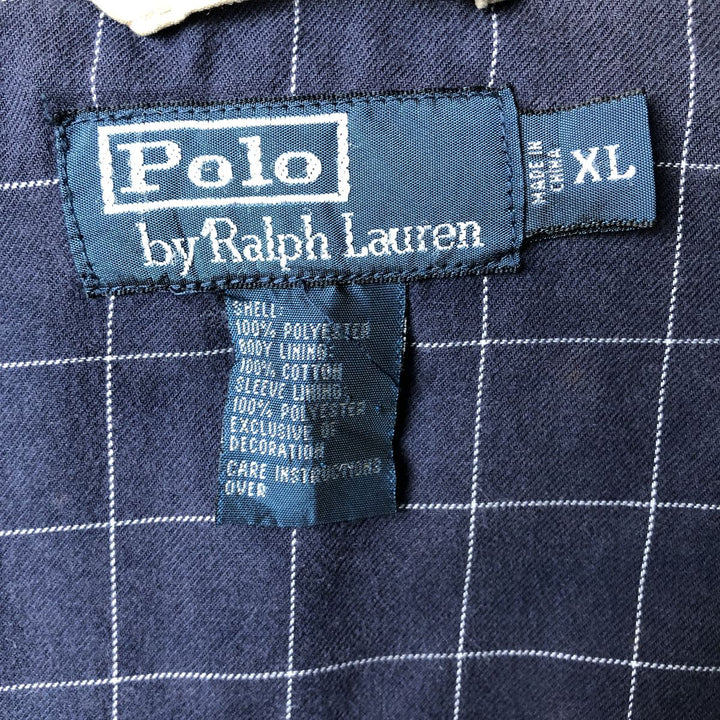 Polo
by Ralph Lauren
MADE IN
CHINA
XL
SHELL:
100% POLYESTER
BODY LINING:
100% COTTON
SLEEVE LINING,
100% POLYESTER
EXCLUSIVE OF
DECORATION
CARE INSTRUCTIONS
OVER